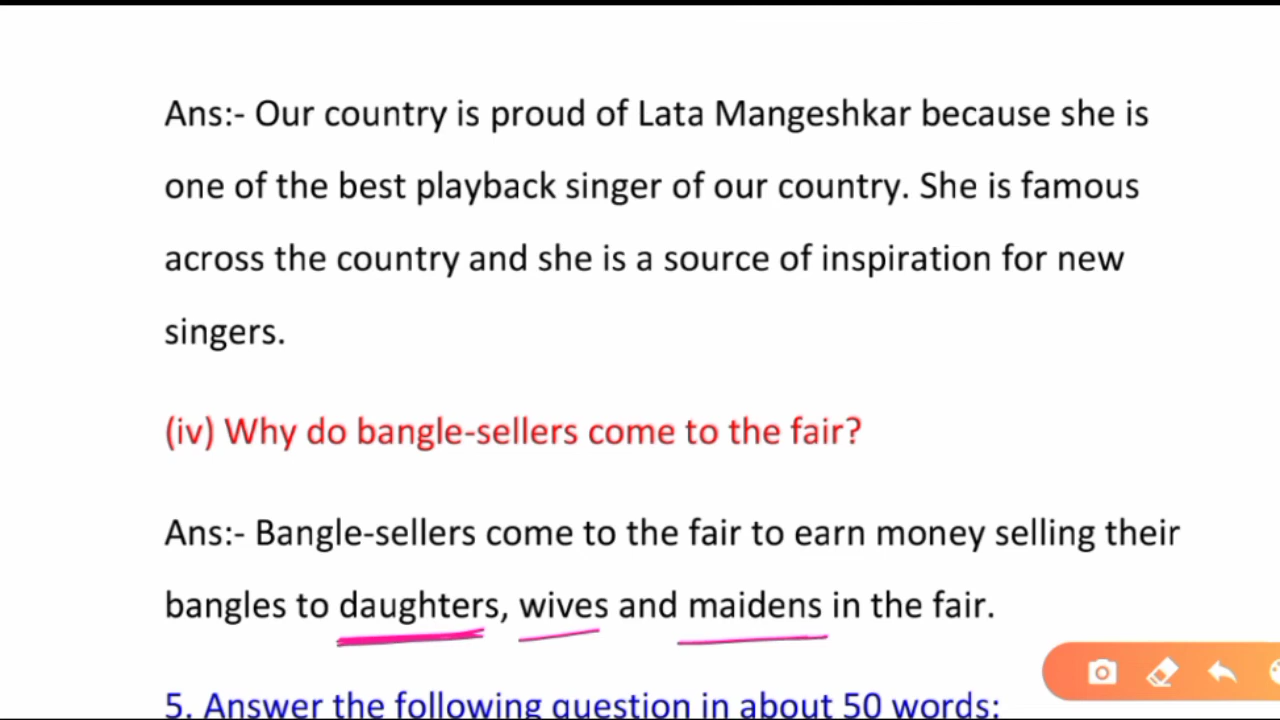 Ans:- Our country is proud of Lata Mangeshkar because she is
one of the best playback singer of our country. She is famous
across the country and she is a source of inspiration for new
singers.
(iv) Why do bangle-sellers come to the fair?
Ans:- Bangle-sellers come to the fair to earn money selling their
bangles to daughters, wives and maidens in the fair.
5. Answer the following question in about 50 words: